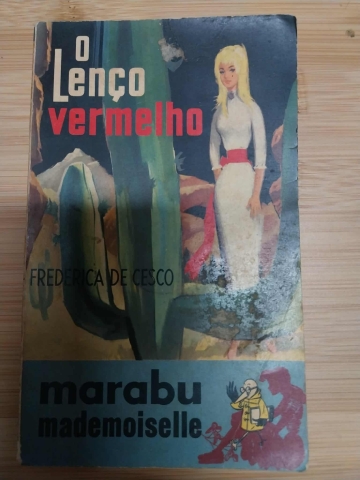 O
Lenço
vermelho
FREDERICA DE CESCO
marabu
mademoiselle